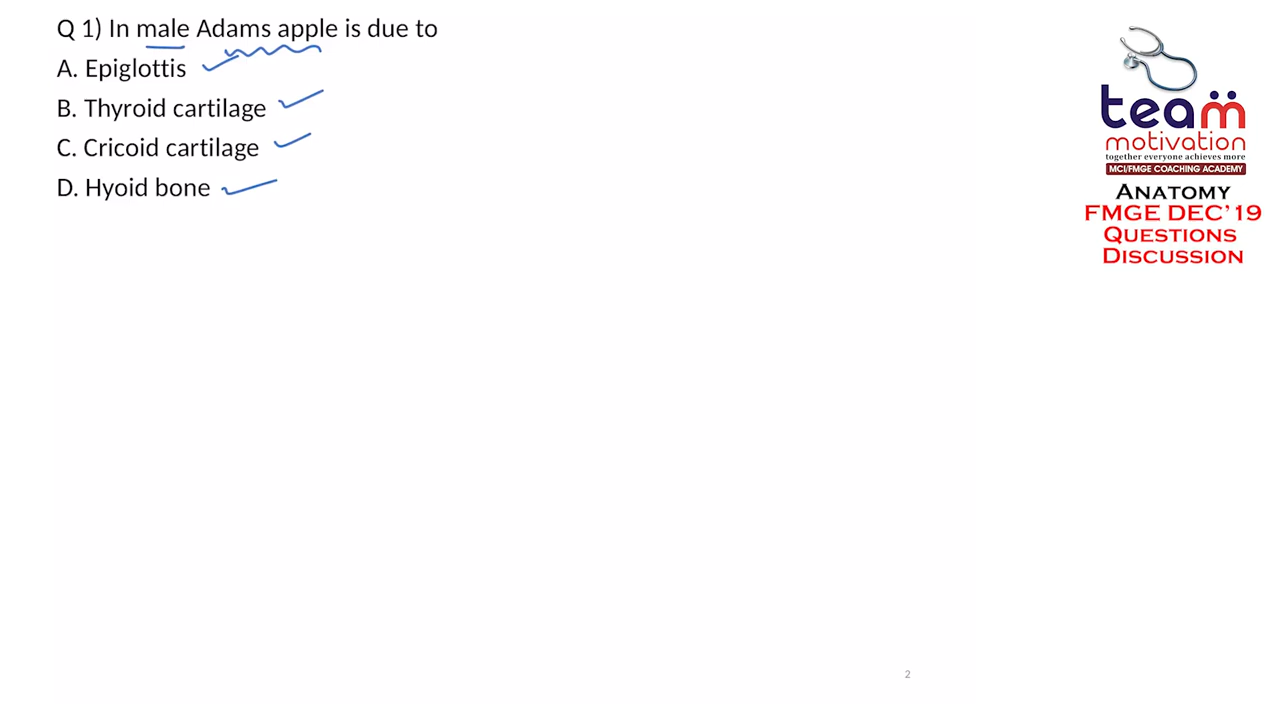 Q 1) In male Adams apple is due to
A. Epiglottis
B. Thyroid cartilage
C. Cricoid cartilage
D. Hyoid bone
team
motivation
together everyone achieves more
MCI/FMGE COACHING ACADEMY
ANATOMY
FMGE DEC'19
QUESTIONS
DISCUSSION
2